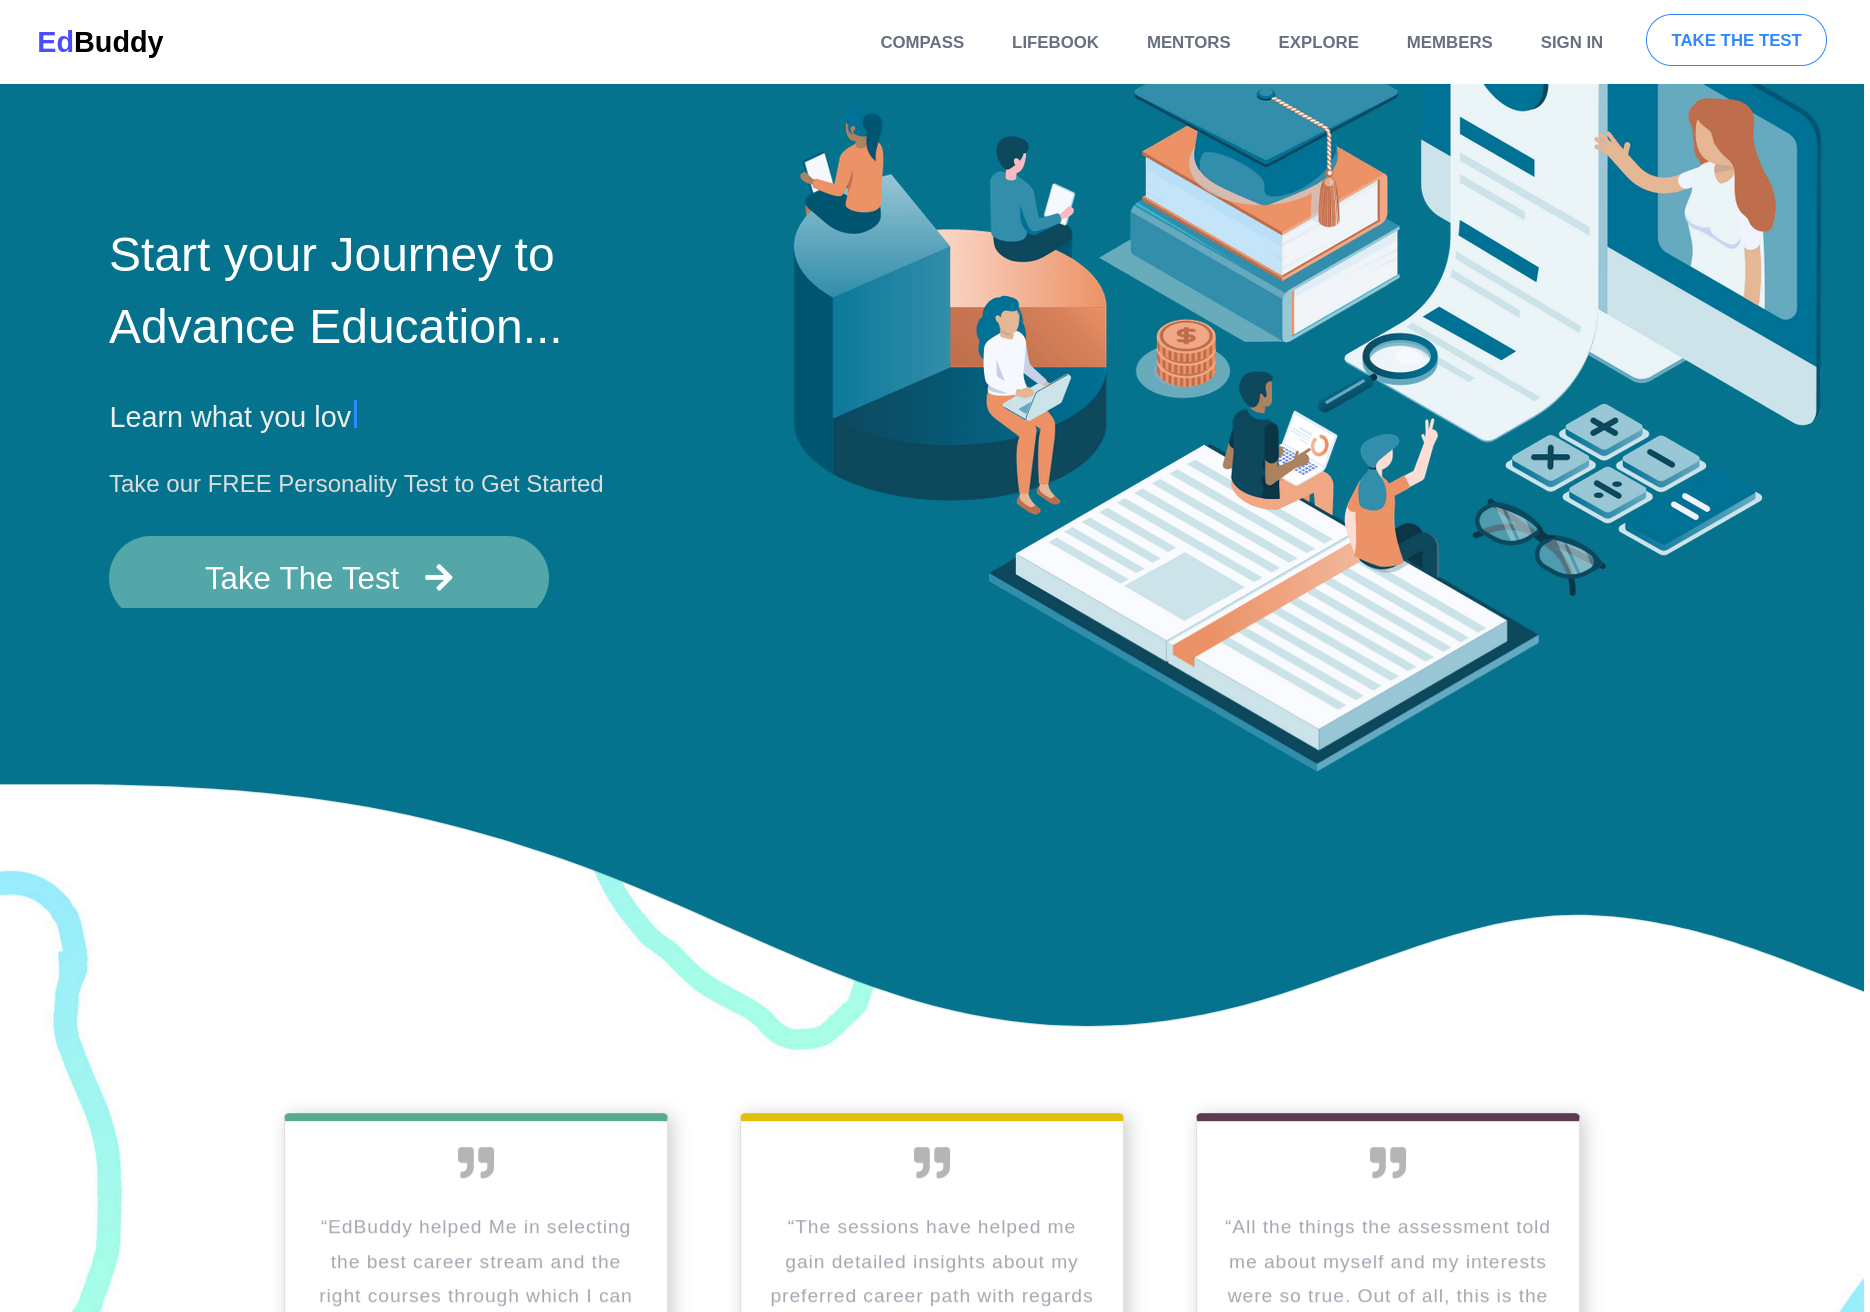 EdBuddy
COMPASS LIFEBOOK MENTORS EXPLORE MEMBERS SIGN IN TAKE THE TEST
Start your Journey to
Advance Education...
Learn what you lov
Take our FREE Personality Test to Get Started
Take The Test
“EdBuddy helped Me in selecting
the best career stream and the
right courses through which I can
“The sessions have helped me
gain detailed insights about my
preferred career path with regards
“All the things the assessment told
me about myself and my interests
were so true. Out of all, this is the